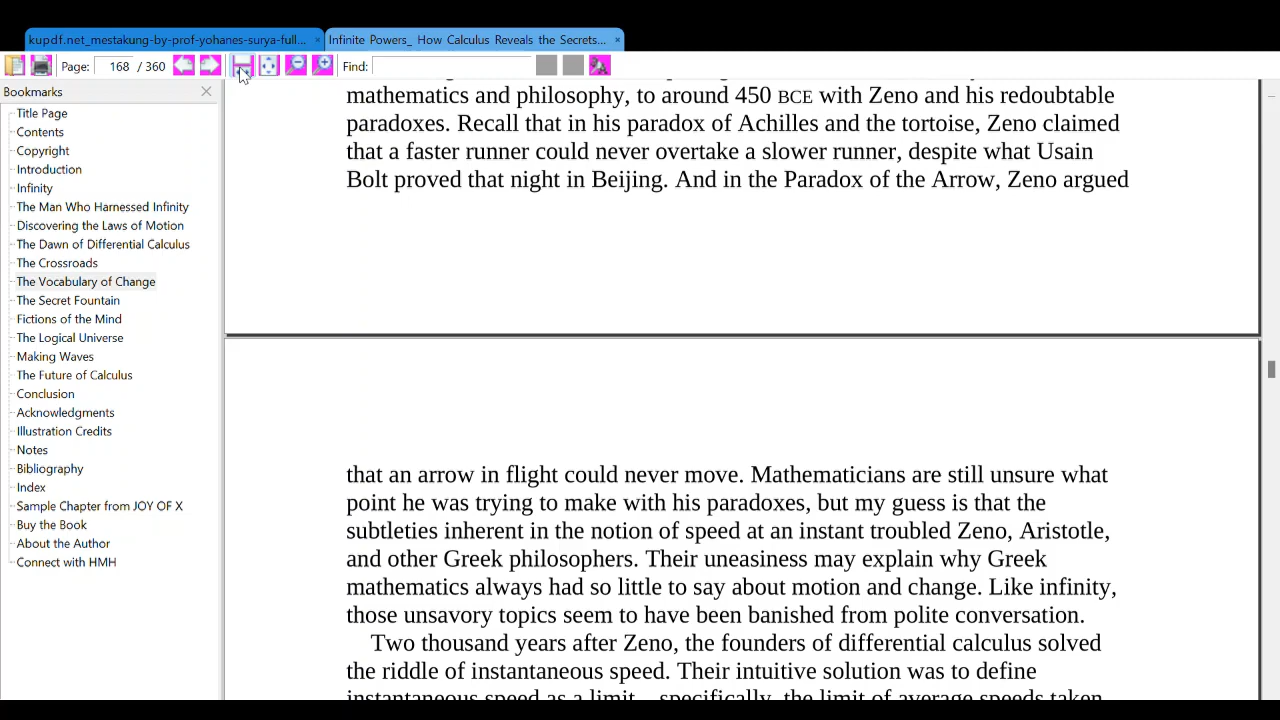 kupdf.net_mestakung-by-prof-yohanes-surya-full... ×
Infinite Powers_ How Calculus Reveals the Secrets... ×
Page: 168 / 360 Find:
Bookmarks
Title Page
Contents
Copyright
Introduction
Infinity
The Man Who Harnessed Infinity
Discovering the Laws of Motion
The Dawn of Differential Calculus
The Crossroads
The Vocabulary of Change
The Secret Fountain
Fictions of the Mind
The Logical Universe
Making Waves
The Future of Calculus
Conclusion
Acknowledgments
Illustration Credits
Notes
Bibliography
Index
Sample Chapter from JOY OF X
Buy the Book
About the Author
Connect with HMH
mathematics and philosophy, to around 450 BCE with Zeno and his redoubtable
paradoxes. Recall that in his paradox of Achilles and the tortoise, Zeno claimed
that a faster runner could never overtake a slower runner, despite what Usain
Bolt proved that night in Beijing. And in the Paradox of the Arrow, Zeno argued
that an arrow in flight could never move. Mathematicians are still unsure what
point he was trying to make with his paradoxes, but my guess is that the
subtleties inherent in the notion of speed at an instant troubled Zeno, Aristotle,
and other Greek philosophers. Their uneasiness may explain why Greek
mathematics always had so little to say about motion and change. Like infinity,
those unsavory topics seem to have been banished from polite conversation.
Two thousand years after Zeno, the founders of differential calculus solved
the riddle of instantaneous speed. Their intuitive solution was to define
instantaneous speed as a limit—specifically, the limit of average speeds taken